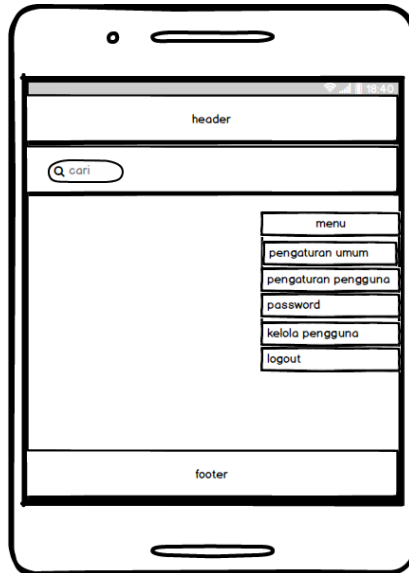 18:40
header
cari
menu
pengaturan umum
pengaturan pengguna
password
kelola pengguna
logout
footer